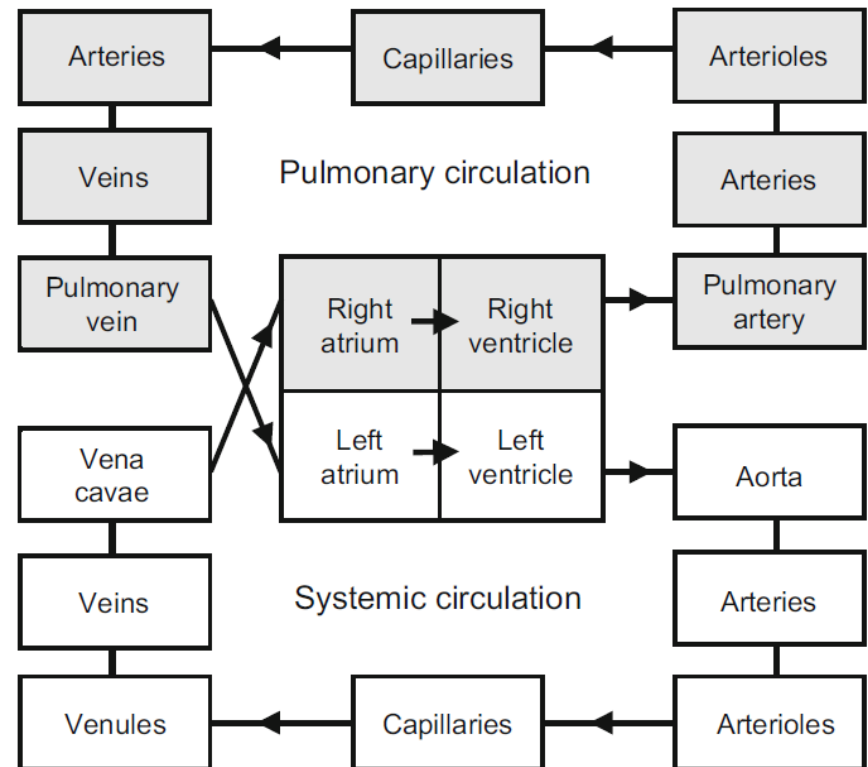 Arteries
Capillaries
Arterioles
Veins
Pulmonary circulation
Arteries
Pulmonary
vein
Right
atrium
Right
ventricle
Pulmonary
artery
Left
atrium
Left
ventricle
Vena
cavae
Aorta
Veins
Systemic circulation
Arteries
Venules
Capillaries
Arterioles